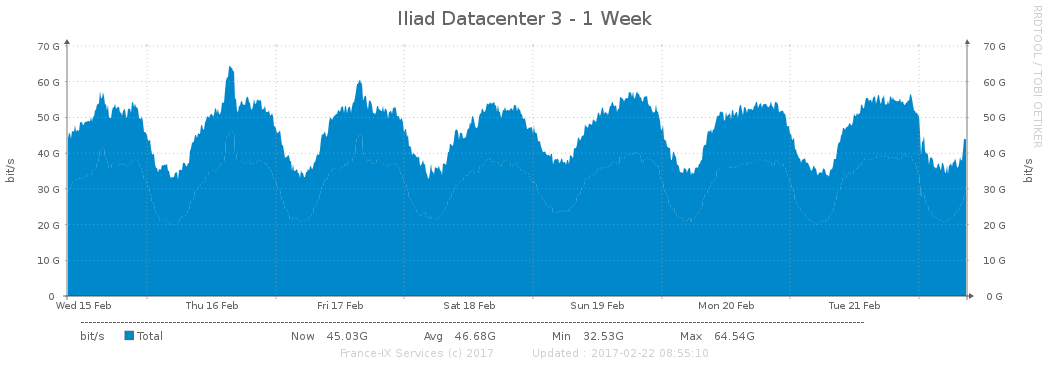 Iliad Datacenter 3 - 1 Week
RRDTOOL / TOBI OETIKER
70 G 70 G
60 G 60 G
50 G 50 G
40 G 40 G
30 G 30 G
20 G 20 G
10 G 10 G
0 0 G
bit/s bit/s
Wed 15 Feb Thu 16 Feb Fri 17 Feb Sat 18 Feb Sun 19 Feb Mon 20 Feb Tue 21 Feb
bit/s Total Now 45.03G Avg 46.68G Min 32.53G Max 64.54G
France-IX Services (c) 2017 Updated : 2017-02-22 08:55:10